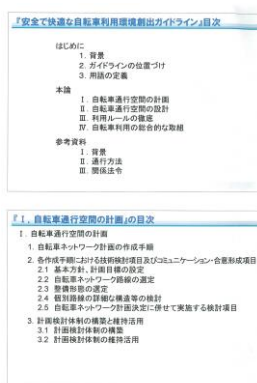 『安全で快適な自転車利用環境創出ガイドライン』目次
はじめに
1. 背景
2. ガイドラインの位置づけ
3. 用語の定義
本論
Ⅰ. 自転車通行空間の計画
Ⅱ. 自転車通行空間の設計
Ⅲ. 利用ルールの徹底
Ⅳ. 自転車利用の総合的な取組
参考資料
Ⅰ. 背景
Ⅱ. 通行方法
Ⅲ. 関係法令
『Ⅰ. 自転車通行空間の計画』の目次
Ⅰ. 自転車通行空間の計画
1. 自転車ネットワーク計画の作成手順
2. 各作成手順における技術検討項目及びコミュニケーション・合意形成項目
2.1 基本方針、計画目標の設定
2.2 自転車ネットワーク路線の選定
2.3 整備形態の選定
2.4 個別路線の詳細な構造等の検討
2.5 自転車ネットワーク計画決定に併せて実施する検討項目
3. 計画検討体制の構築と維持活用
3.1 計画検討体制の構築
3.2 計画検討体制の維持活用